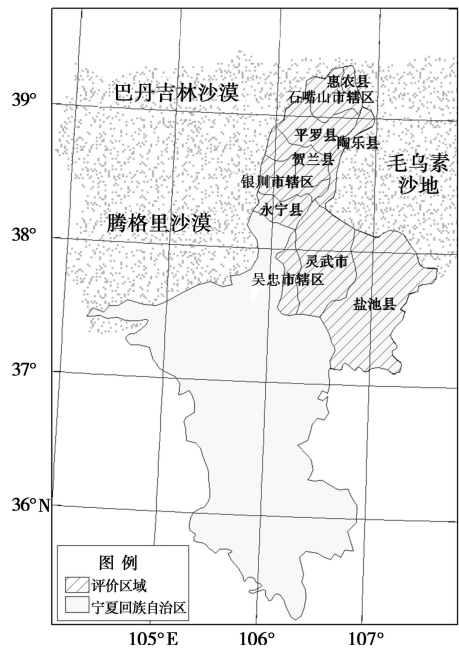 39°
38°
37°
36°N
巴丹吉林沙漠
惠农县
石嘴山市辖区
平罗县
陶乐县
贺兰县
毛乌素
沙地
银川市辖区
永宁县
腾格里沙漠
灵武市
吴忠市辖区
盐池县
图 例
评价区域
宁夏回族自治区
105°E
106°
107°